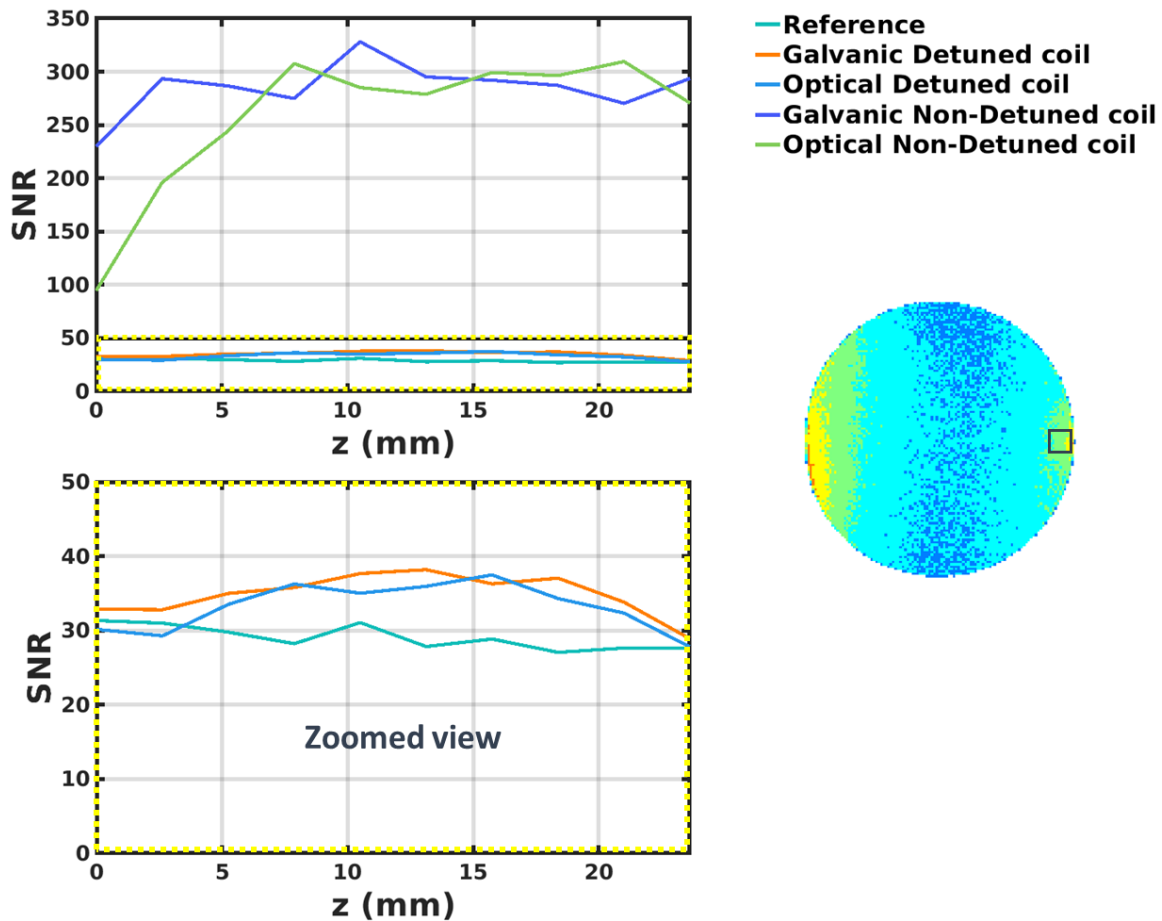 350
300
250
200
150
100
50
0
SNR
0 5 10 15 20
z (mm)
Reference
Galvanic Detuned coil
Optical Detuned coil
Galvanic Non-Detuned coil
Optical Non-Detuned coil
50
40
30
20
10
0
SNR
Zoomed view
0 5 10 15 20
z (mm)